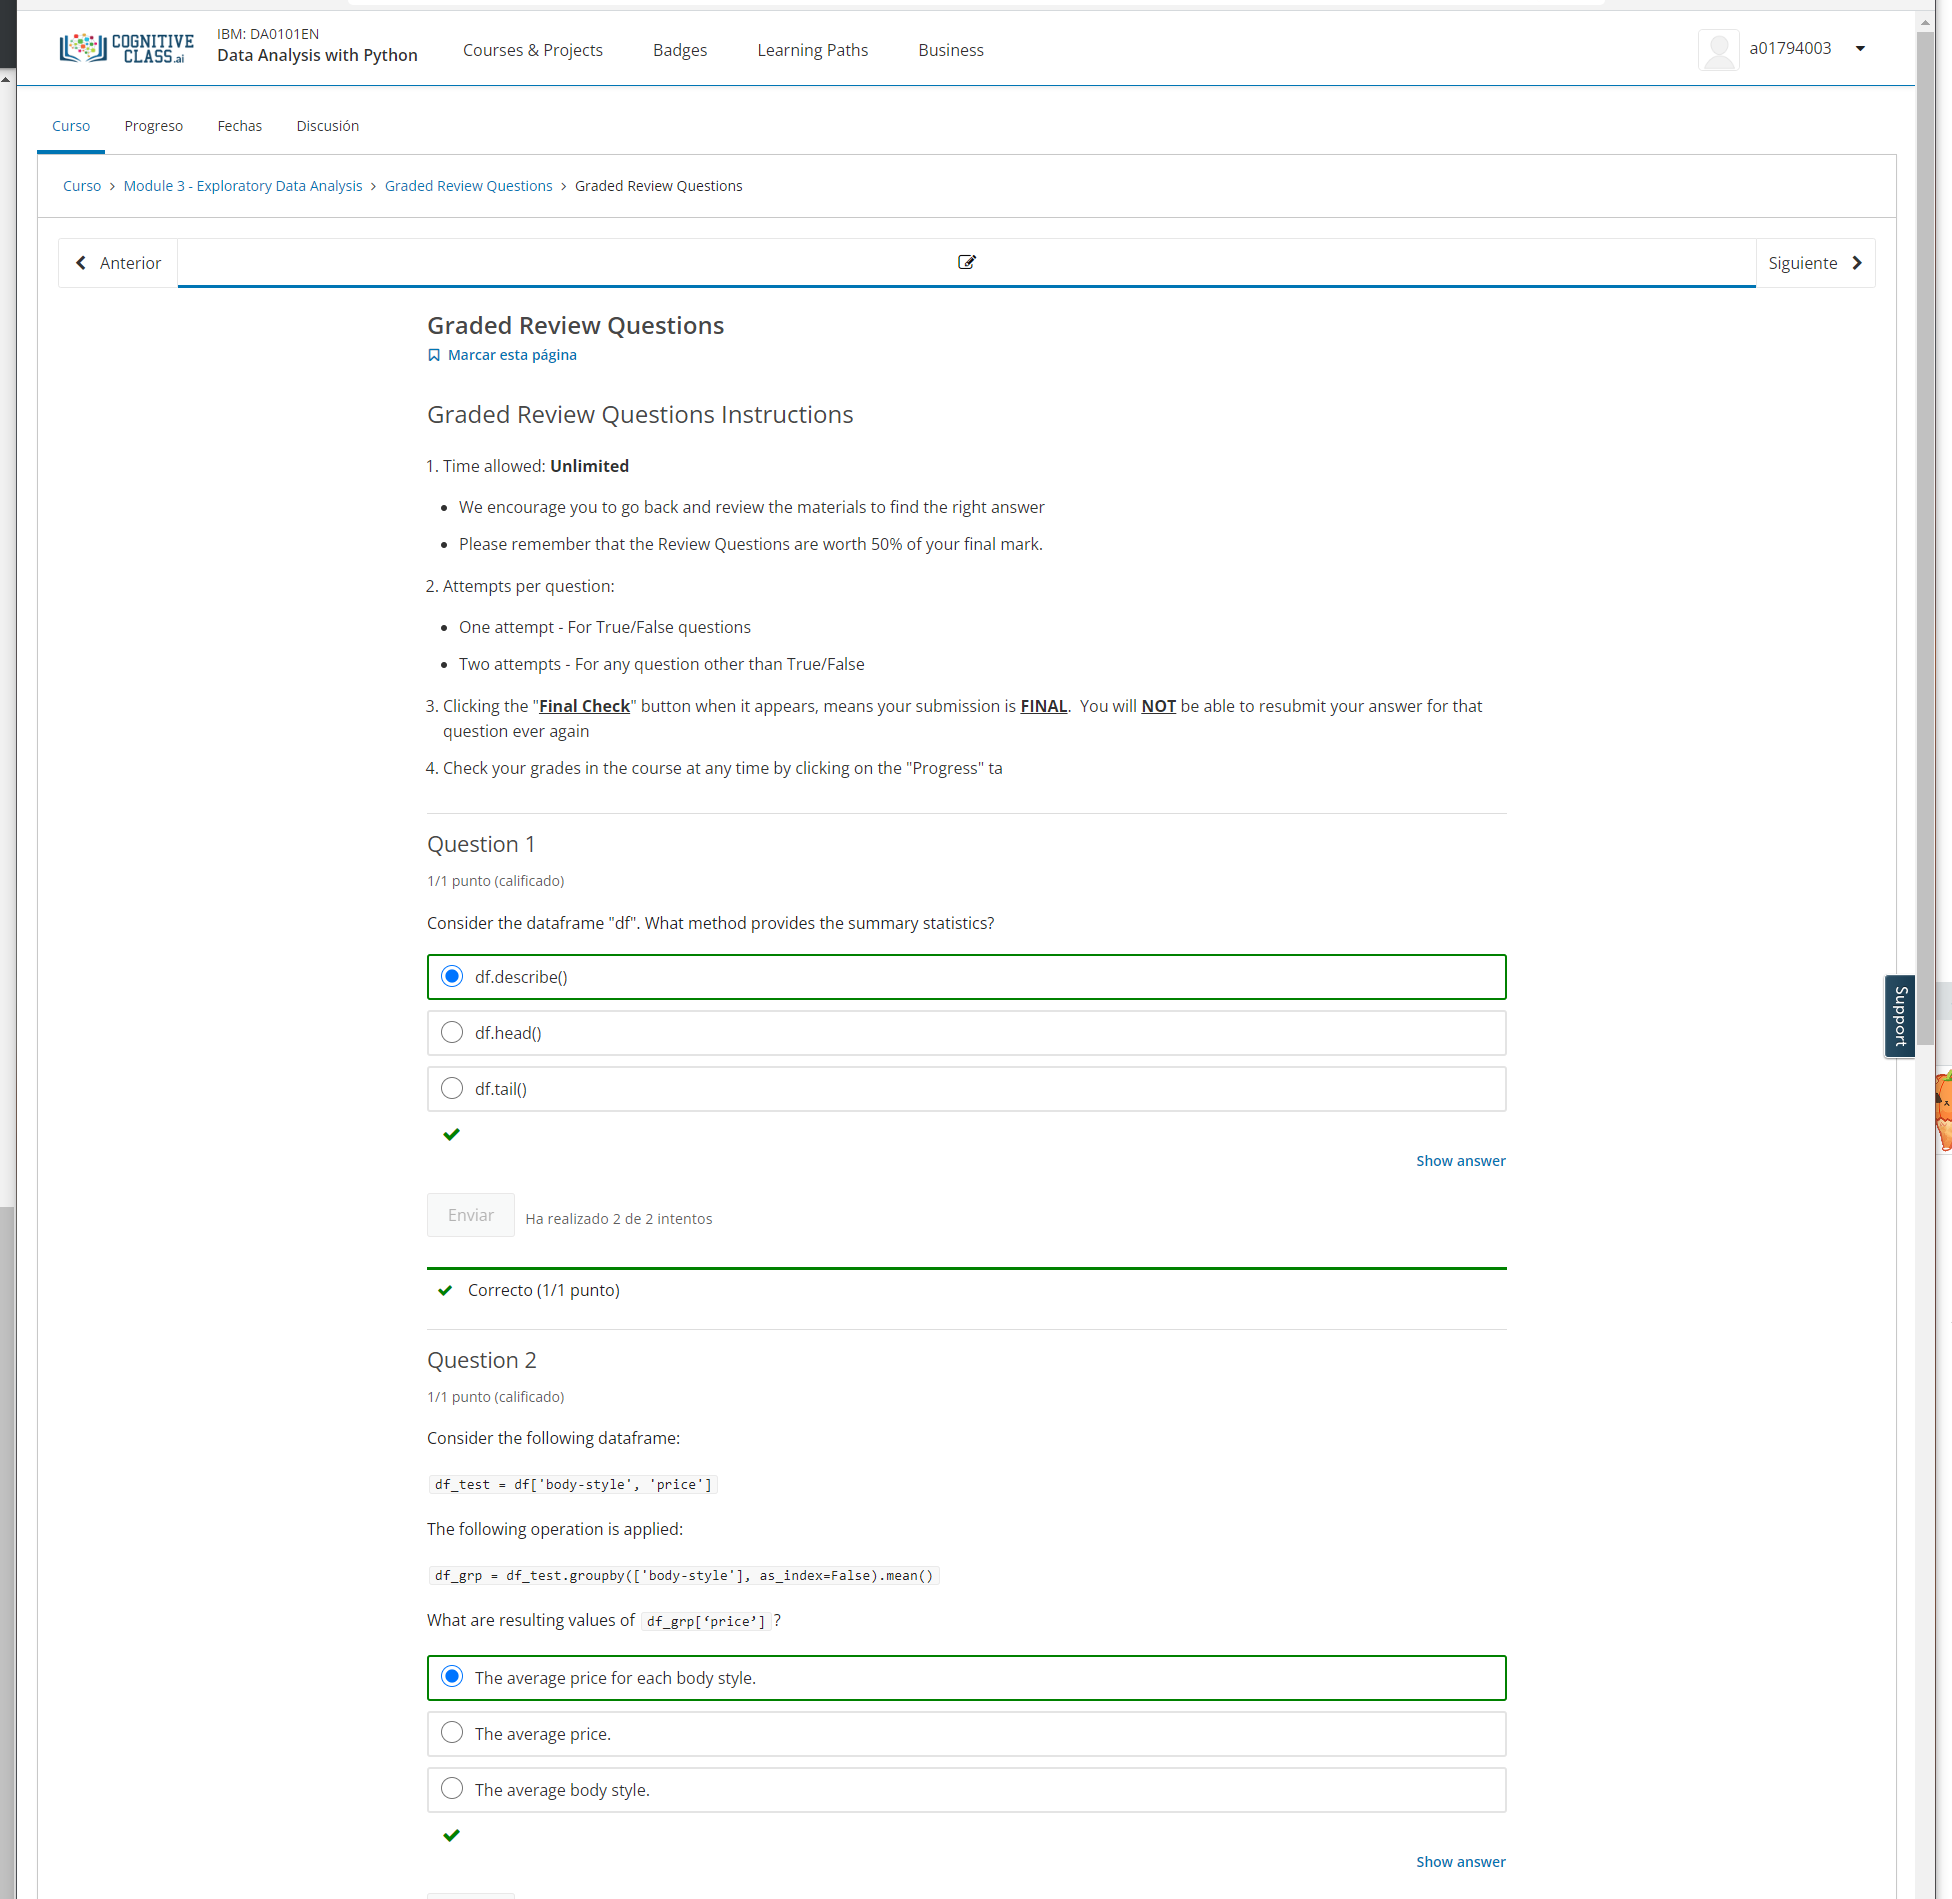 COGNITIVE
CLASS.ai
IBM: DA0101EN
Data Analysis with Python
Courses & Projects
Badges
Learning Paths
Business
a01794003
Curso
Progreso
Fechas
Discusión
Curso > Module 3 - Exploratory Data Analysis > Graded Review Questions > Graded Review Questions
Anterior
Siguiente
Graded Review Questions
Marcar esta página
Graded Review Questions Instructions
1. Time allowed: Unlimited
• We encourage you to go back and review the materials to find the right answer
• Please remember that the Review Questions are worth 50% of your final mark.
2. Attempts per question:
• One attempt - For True/False questions
• Two attempts - For any question other than True/False
3. Clicking the "Final Check" button when it appears, means your submission is FINAL. You will NOT be able to resubmit your answer for that
question ever again
4. Check your grades in the course at any time by clicking on the "Progress" ta
Question 1
1/1 punto (calificado)
Consider the dataframe "df". What method provides the summary statistics?
df.describe()
df.head()
df.tail()
Support
Show answer
Enviar
Ha realizado 2 de 2 intentos
Correcto (1/1 punto)
Question 2
1/1 punto (calificado)
Consider the following dataframe:
df_test = df['body-style', 'price']
The following operation is applied:
df_grp = df_test.groupby(['body-style'], as_index=False).mean()
What are resulting values of df_grp[‘price’] ?
The average price for each body style.
The average price.
The average body style.
Show answer